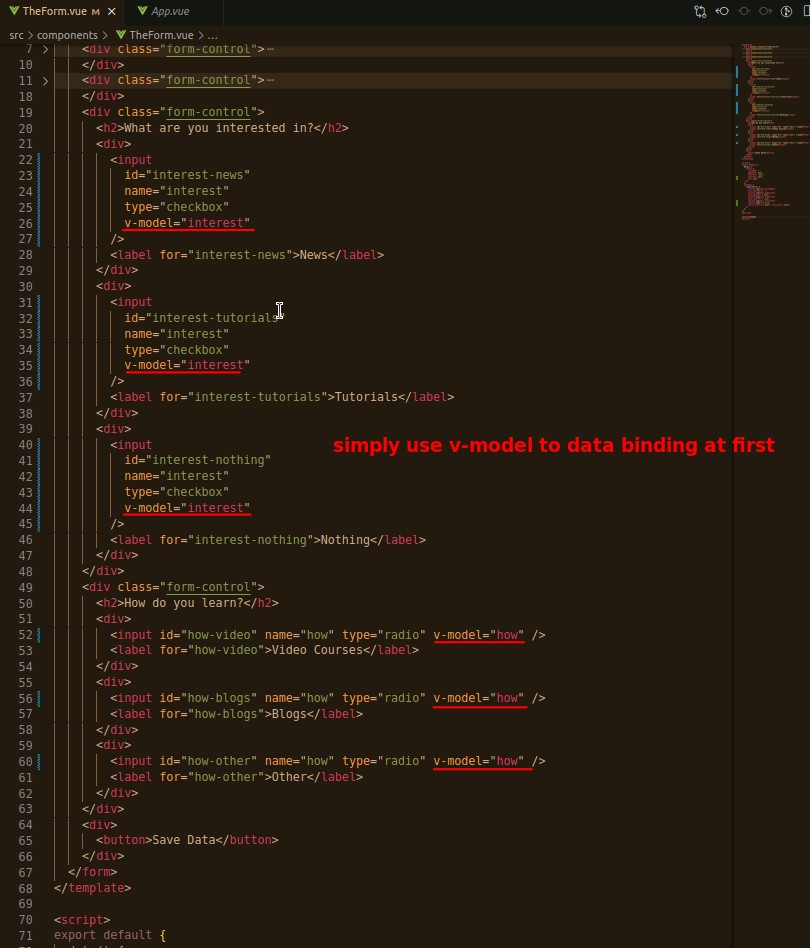 TheForm.vue M
App.vue
src > components > TheForm.vue > ...
7 <div class="form-control">
10 </div>
11 <div class="form-control">
18 </div>
19 <div class="form-control">
20 <h2>What are you interested in?</h2>
21 <div>
22 <input
23 id="interest-news"
24 name="interest"
25 type="checkbox"
26 v-model="interest"
27 />
28 <label for="interest-news">News</label>
29 </div>
30 <div>
31 <input
32 id="interest-tutorials"
33 name="interest"
34 type="checkbox"
35 v-model="interest"
36 />
37 <label for="interest-tutorials">Tutorials</label>
38 </div>
39 <div>
40 <input
simply use v-model to data binding at first
41 id="interest-nothing"
42 name="interest"
43 type="checkbox"
44 v-model="interest"
45 />
46 <label for="interest-nothing">Nothing</label>
47 </div>
48 </div>
49 <div class="form-control">
50 <h2>How do you learn?</h2>
51 <div>
52 <input id="how-video" name="how" type="radio" v-model="how" />
53 <label for="how-video">Video Courses</label>
54 </div>
55 <div>
56 <input id="how-blogs" name="how" type="radio" v-model="how" />
57 <label for="how-blogs">Blogs</label>
58 </div>
59 <div>
60 <input id="how-other" name="how" type="radio" v-model="how" />
61 <label for="how-other">Other</label>
62 </div>
63 </div>
64 <div>
65 <button>Save Data</button>
66 </div>
67 </form>
68 </template>
69
70 <script>
71 export default {